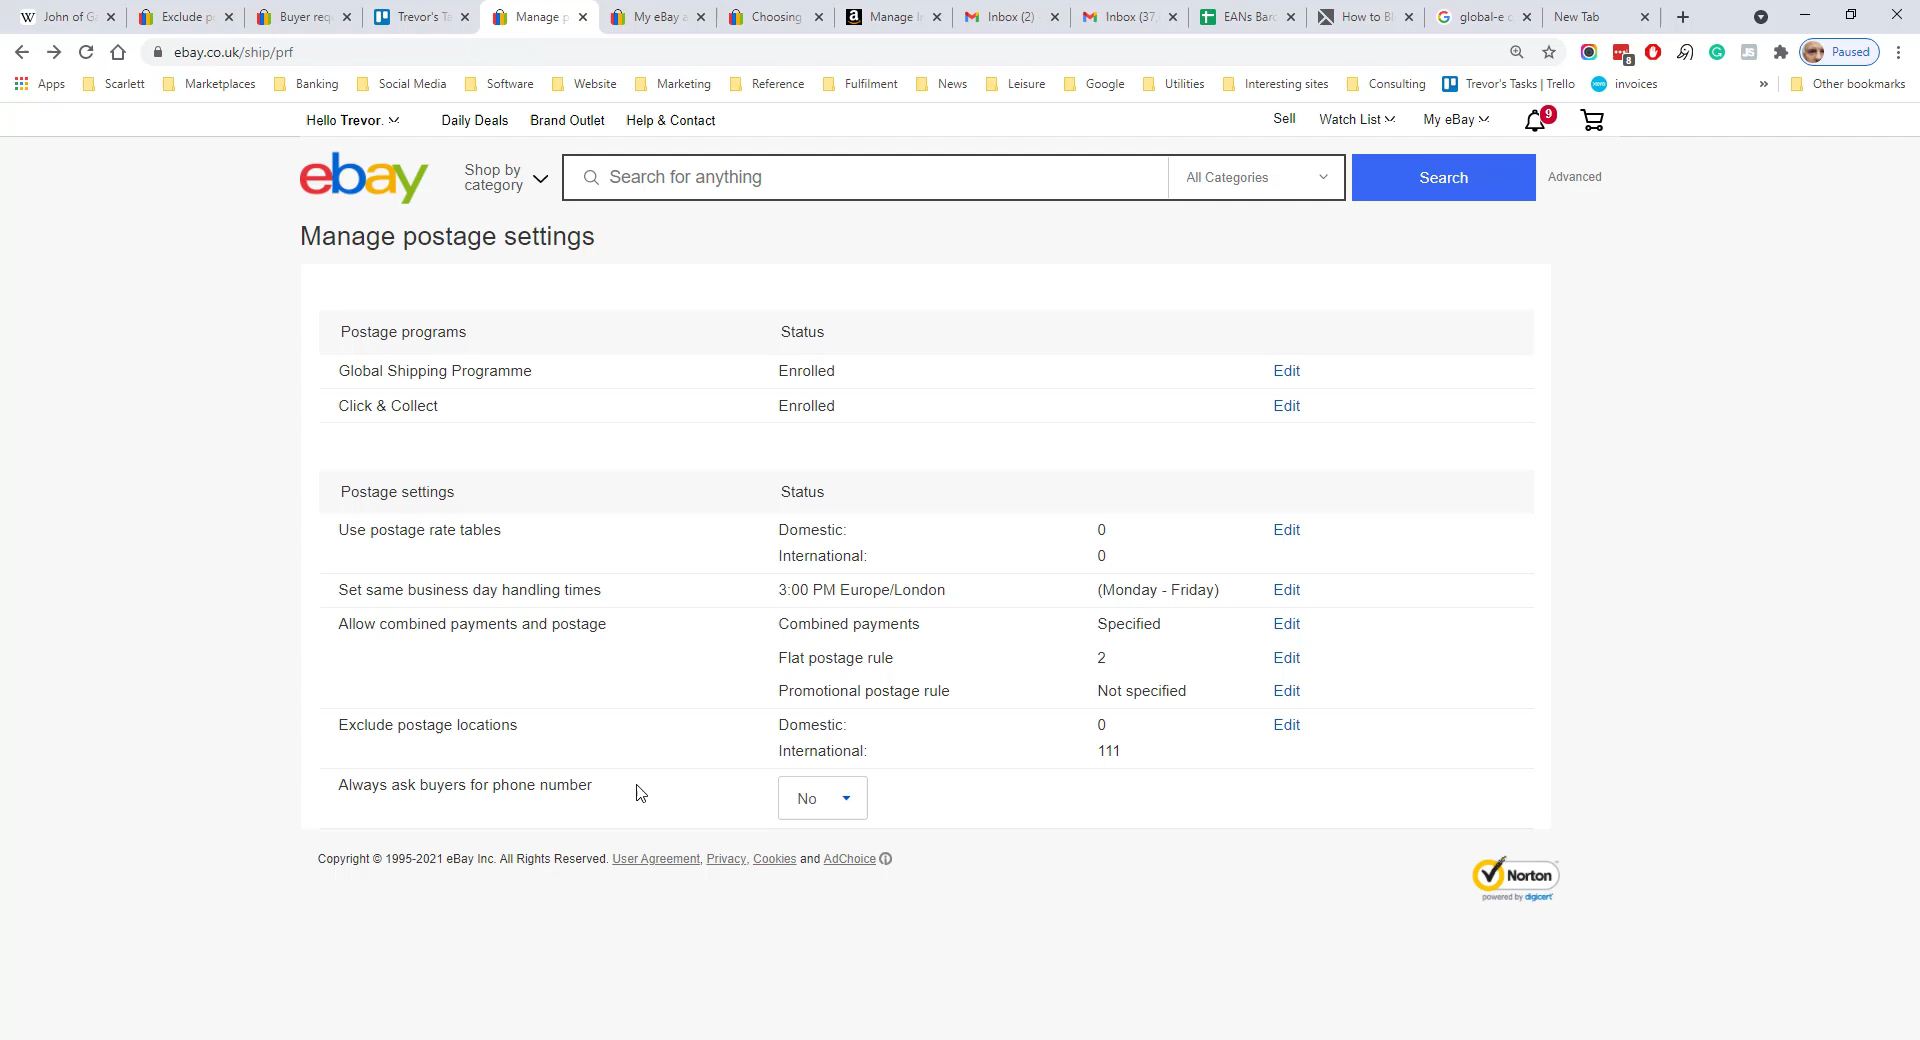 John of G
Exclude p
Buyer req
Trevor's Ta
Manage p
My eBay a
Choosing
Manage I
Inbox (2)
Inbox (37,
EANs Barc
How to Bl
global-e c
New Tab
ebay.co.uk/ship/prf
8
Paused
Apps
Scarlett
Marketplaces
Banking
Social Media
Software
Website
Marketing
Reference
Fulfilment
News
Leisure
Google
Utilities
Interesting sites
Consulting
Trevor's Tasks | Trello
invoices
»
Other bookmarks
Hello Trevor.
Daily Deals
Brand Outlet
Help & Contact
Sell
Watch List
My eBay
9
ebay
Shop by
category
Search for anything
All Categories
Search
Advanced
Manage postage settings
Postage programs Status
Global Shipping Programme Enrolled Edit
Click & Collect Enrolled Edit
Postage settings Status
Use postage rate tables Domestic: 0 Edit
International: 0
Set same business day handling times 3:00 PM Europe/London (Monday - Friday) Edit
Allow combined payments and postage Combined payments Specified Edit
Flat postage rule 2 Edit
Promotional postage rule Not specified Edit
Exclude postage locations Domestic: 0 Edit
International: 111
Always ask buyers for phone number No
Copyright © 1995-2021 eBay Inc. All Rights Reserved. User Agreement, Privacy, Cookies and AdChoice
Norton
powered by digicert